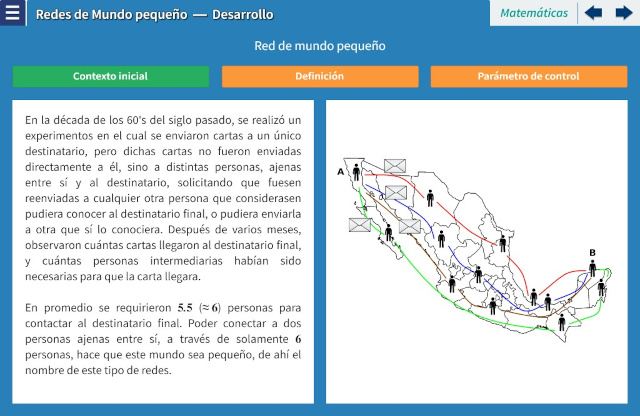 Redes de Mundo pequeño — Desarrollo
Matemáticas
Red de mundo pequeño
Contexto inicial
Definición
Parámetro de control
En la década de los 60's del siglo pasado, se realizó un
experimentos en el cual se enviaron cartas a un único
destinatario, pero dichas cartas no fueron enviadas
directamente a él, sino a distintas personas, ajenas
entre sí y al destinatario, solicitando que fuesen
reenviadas a cualquier otra persona que considerasen
pudiera conocer al destinatario final, o pudiera enviarla
a otra que sí lo conociera. Después de varios meses,
observaron cuántas cartas llegaron al destinatario final,
y cuántas personas intermediarias habían sido
necesarias para que la carta llegara.
En promedio se requirieron 5.5 (≈6) personas para
contactar al destinatario final. Poder conectar a dos
personas ajenas entre sí, a través de solamente 6
personas, hace que este mundo sea pequeño, de ahí el
nombre de este tipo de redes.
A
B